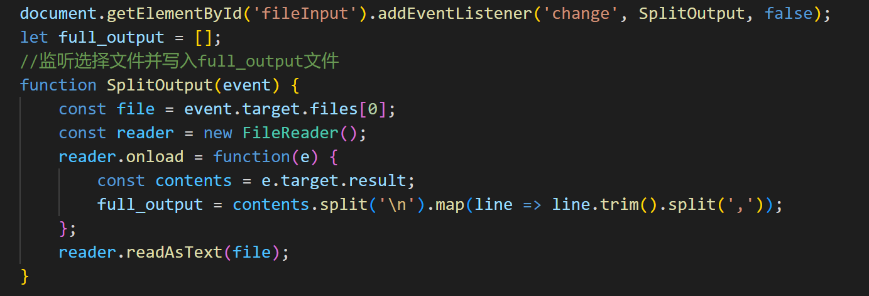 document.getElementById('fileInput').addEventListener('change', SplitOutput, false);
let full_output = [];
//监听选择文件并写入full_output文件
function SplitOutput(event) {
    const file = event.target.files[0];
    const reader = new FileReader();
    reader.onload = function(e) {
        const contents = e.target.result;
        full_output = contents.split('\n').map(line => line.trim().split(','));
    };
    reader.readAsText(file);
}